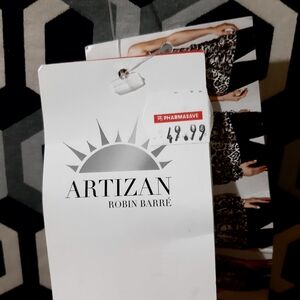 PHARMASAVE
49.99
ARTIZAN
ROBIN BARRÉ